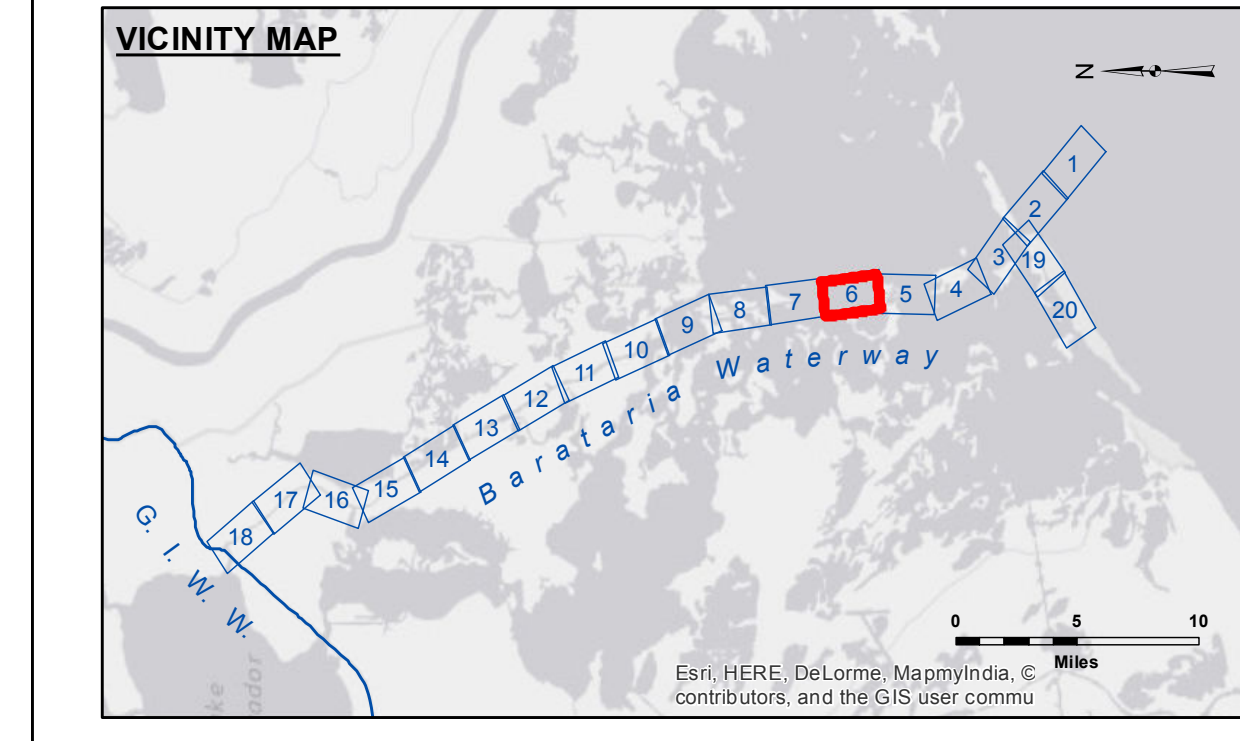 VICINITY MAP
N
1
2
3
19
4
5
6
7
20
8
9
10
11
12
13
14
15
16
17
18
Barataria Waterway
G. I. W. W.
0 5 10
Miles
Esri, HERE, DeLorme, MapmyIndia, ©
contributors, and the GIS user commu
ake
ador